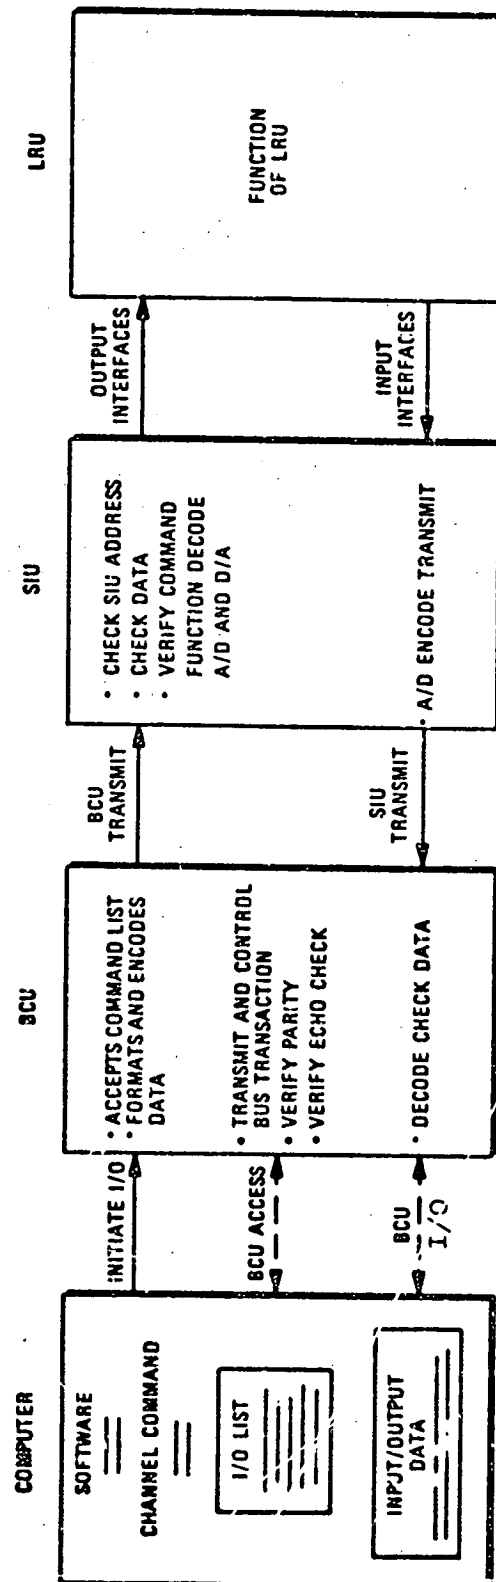 COMPUTER
SOFTWARE
CHANNEL COMMAND
I/O LIST
INPUT/OUTPUT
DATA
INITIATE I/O
BCU ACCESS
BCU
I/O
BCU
• ACCEPTS COMMAND LIST
• FORMATS AND ENCODES
DATA
• TRANSMIT AND CONTROL
BUS TRANSACTION
• VERIFY PARITY
• VERIFY ECHO CHECK
• DECODE CHECK DATA
BCU
TRANSMIT
SIU
TRANSMIT
SIU
• CHECK SIU ADDRESS
• CHECK DATA
• VERIFY COMMAND
FUNCTION DECODE
A/D AND D/A
• A/D ENCODE TRANSMIT
OUTPUT
INTERFACES
INPUT
INTERFACES
LRU
FUNCTION
OF LRU